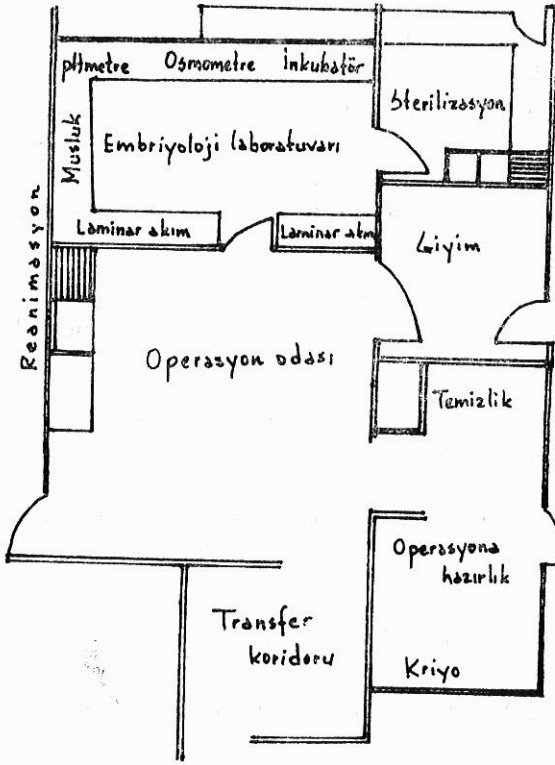 pHmetre Osmometre İnkubatör
Musluk
Embriyoloji laboratuvarı
Sterilizasyon
Laminar akım
Laminar akım
Giyim
Reanimasyon
Operasyon odası
Temizlik
Operasyona
hazırlık
Transfer
koridoru
Kriyo